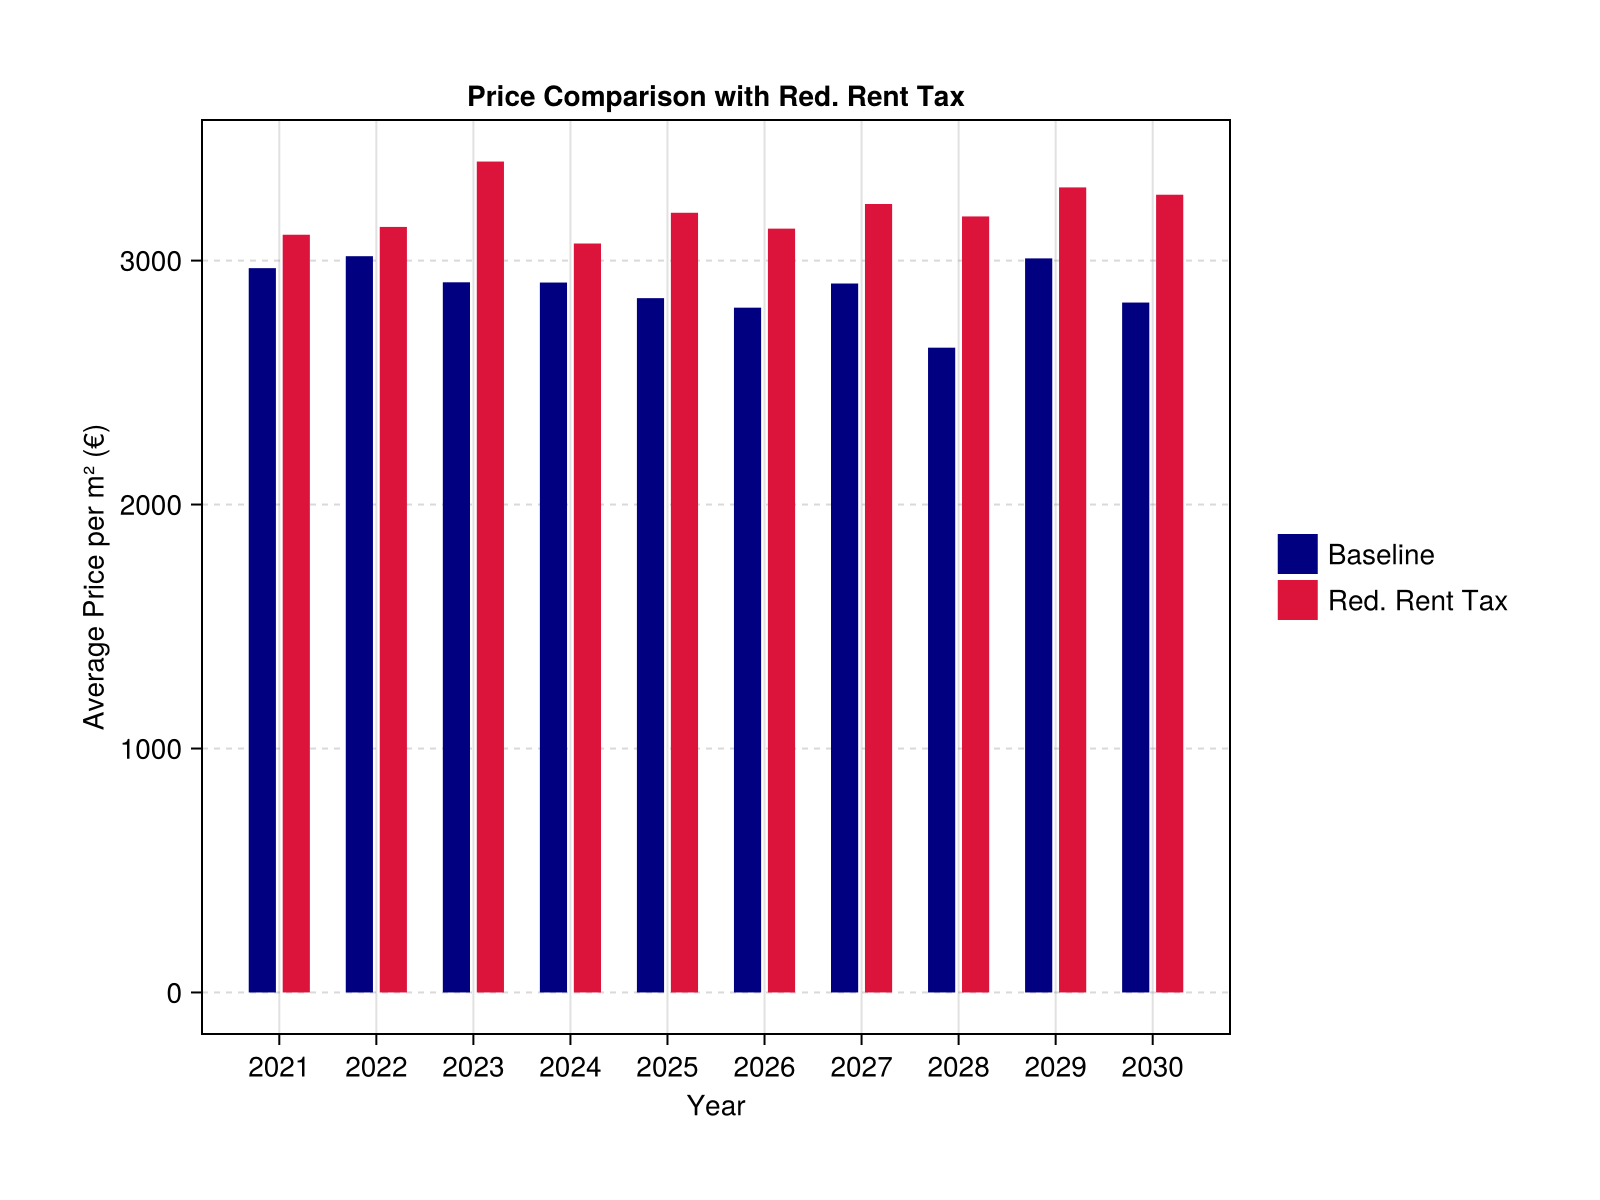 Price Comparison with Red. Rent Tax
Average Price per m² (€)
3000
2000
1000
0
2021 2022 2023 2024 2025 2026 2027 2028 2029 2030
Year
Baseline
Red. Rent Tax